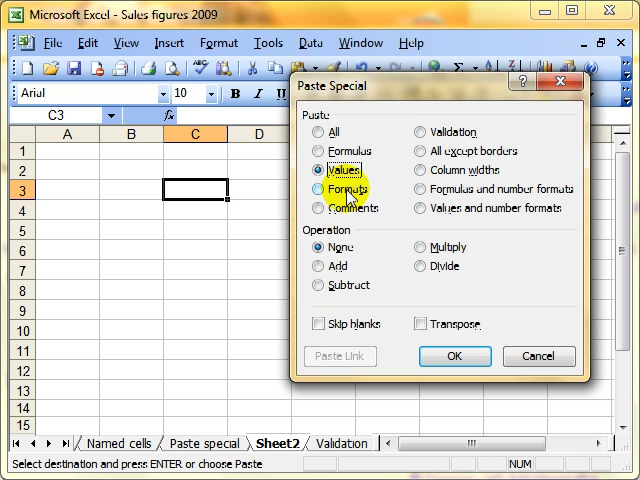 Microsoft Excel - Sales figures 2009
File Edit View Insert Format Tools Data Window Help
Arial 10 B I U
C3 fx
A B C D
1
2
3
4
5
6
7
8
9
10
11
12
13
14
15
Paste Special
Paste
All Validation
Formulas All except borders
Values Column widths
Formats Formulas and number formats
Comments Values and number formats
Operation
None Multiply
Add Divide
Subtract
Skip blanks Transpose
Paste Link OK Cancel
Named cells Paste special Sheet2 Validation
Select destination and press ENTER or choose Paste NUM